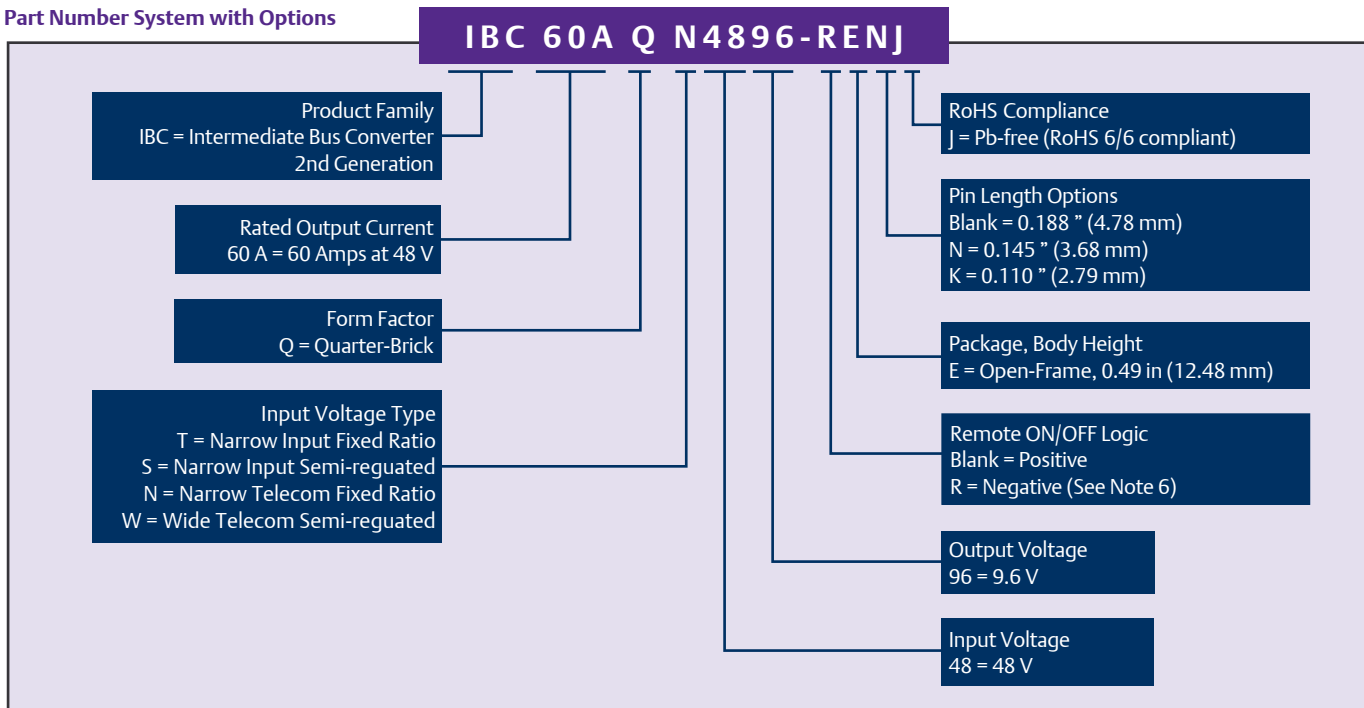 Part Number System with Options
IBC 60A Q N4896-RENJ
Product Family
IBC = Intermediate Bus Converter
2nd Generation
Rated Output Current
60 A = 60 Amps at 48 V
Form Factor
Q = Quarter-Brick
Input Voltage Type
T = Narrow Input Fixed Ratio
S = Narrow Input Semi-reguated
N = Narrow Telecom Fixed Ratio
W = Wide Telecom Semi-reguated
RoHS Compliance
J = Pb-free (RoHS 6/6 compliant)
Pin Length Options
Blank = 0.188 ” (4.78 mm)
N = 0.145 ” (3.68 mm)
K = 0.110 ” (2.79 mm)
Package, Body Height
E = Open-Frame, 0.49 in (12.48 mm)
Remote ON/OFF Logic
Blank = Positive
R = Negative (See Note 6)
Output Voltage
96 = 9.6 V
Input Voltage
48 = 48 V